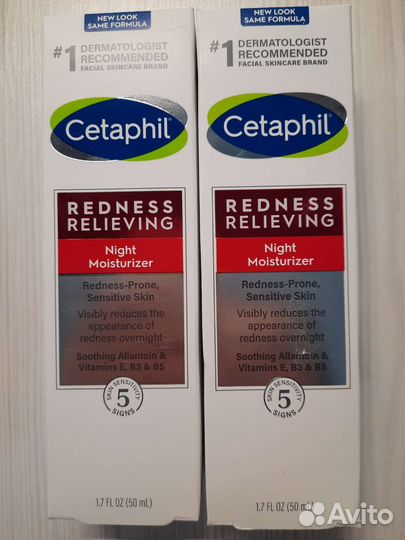 NEW LOOK
SAME FORMULA
#1 DERMATOLOGIST
RECOMMENDED
FACIAL SKINCARE BRAND
Cetaphil®
REDNESS
RELIEVING
Night
Moisturizer
Redness-Prone,
Sensitive Skin
Visibly reduces the
appearance of
redness overnight
Soothing Allantoin &
Vitamins E, B3 & B5
SKIN SENSITIVITY
5
SIGNS
1.7 FL OZ (50 mL)
NEW LOOK
SAME FORMULA
#1 DERMATOLOGIST
RECOMMENDED
FACIAL SKINCARE BRAND
Cetaphil®
REDNESS
RELIEVING
Night
Moisturizer
Redness-Prone,
Sensitive Skin
Visibly reduces the
appearance of
redness overnight
Soothing Allantoin &
Vitamins E, B3 & B5
SKIN SENSITIVITY
5
SIGNS
1.7 FL OZ (50 mL)
Avito